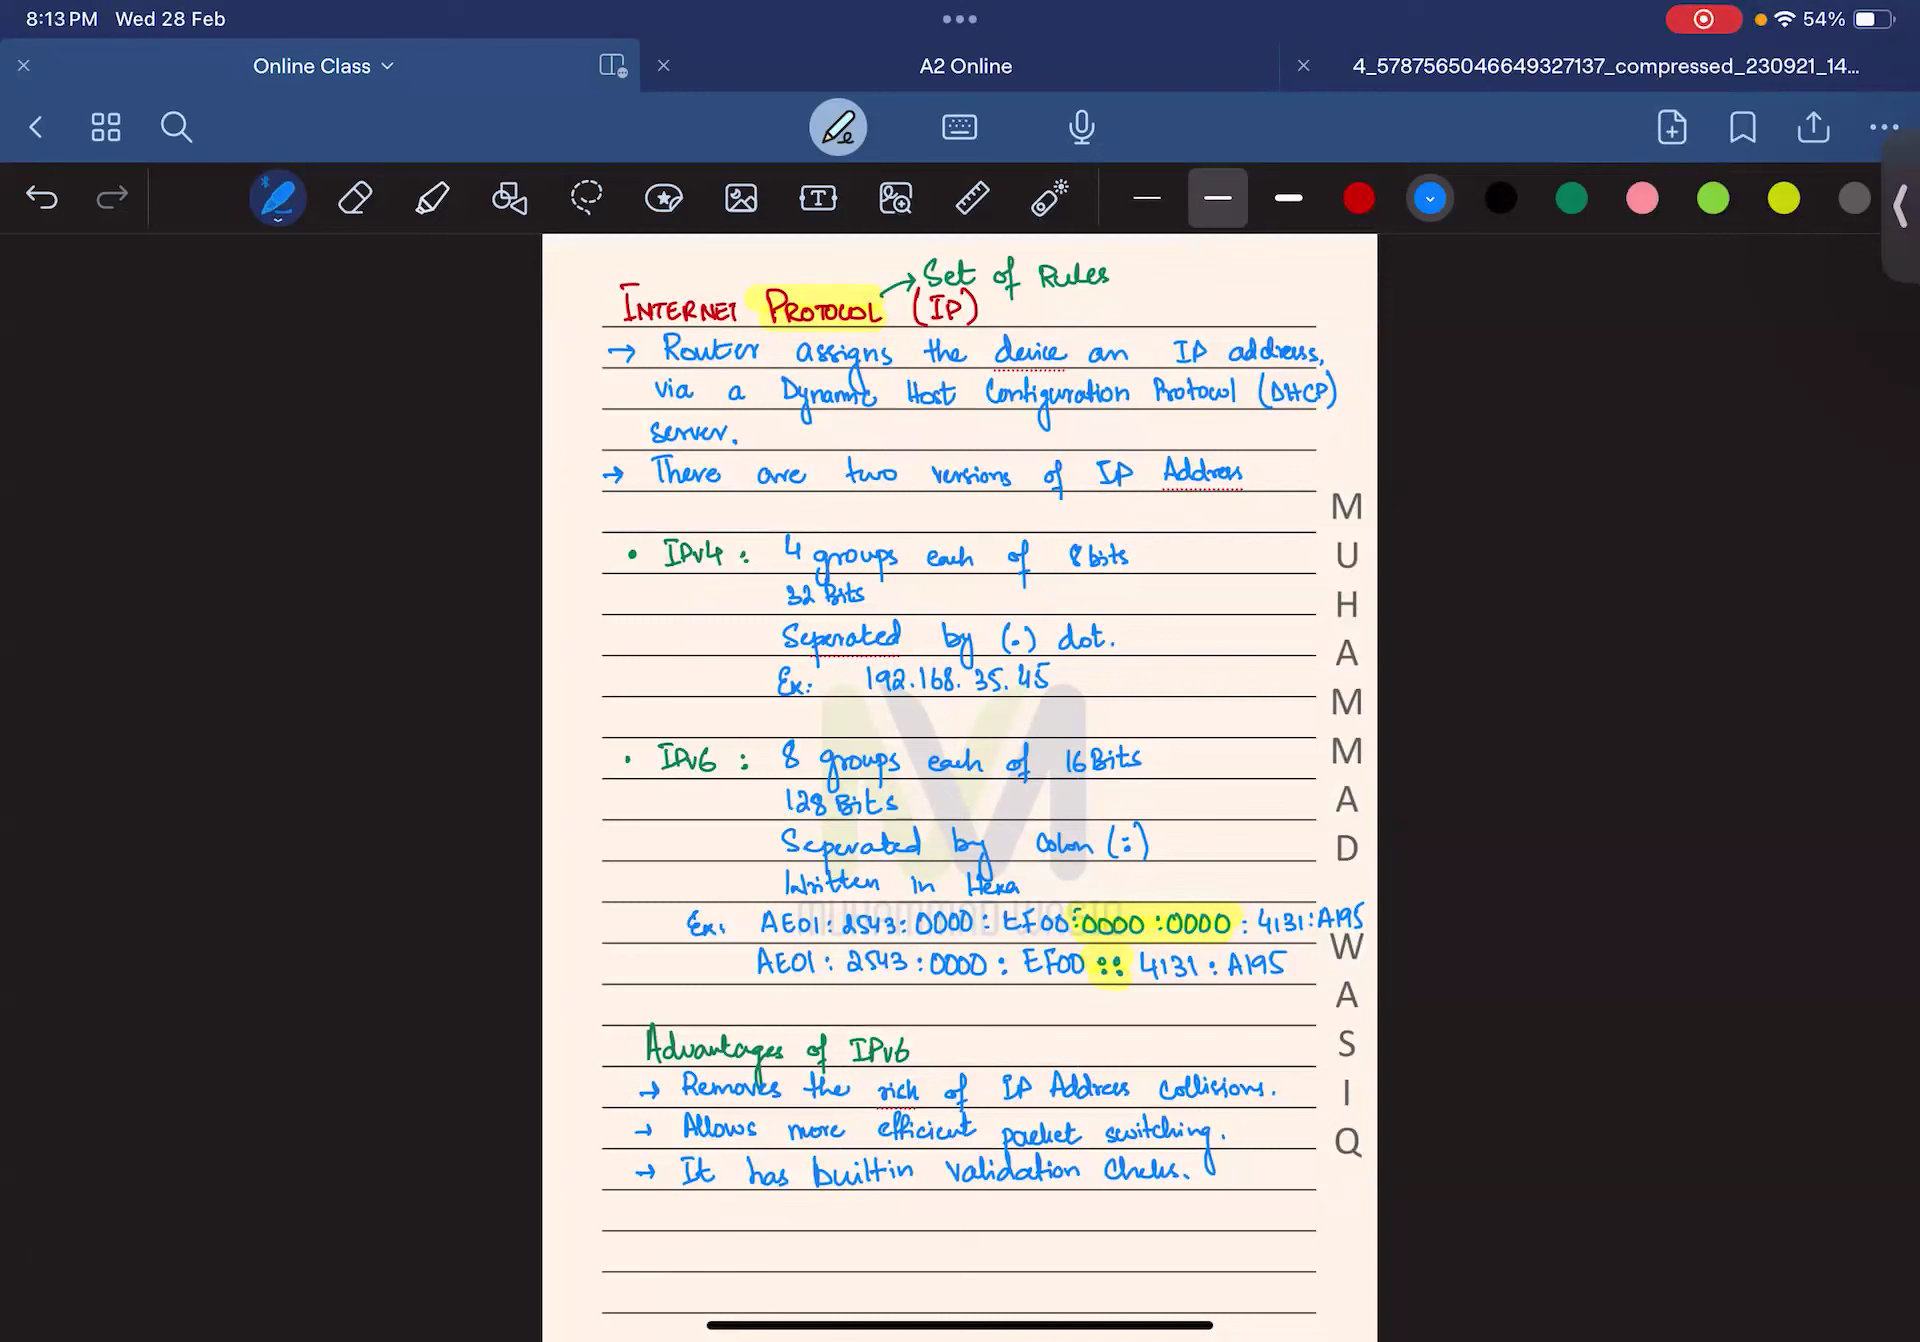 8:13 PM Wed 28 Feb
54%
Online Class
A2 Online
4_5787565046649327137_compressed_230921_14...
Set of Rules
INTERNET PROTOCOL (IP)
→ Router assigns the device an IP address,
via a Dynamic Host Configuration Protocol (DHCP)
server.
→ There are two versions of IP Address
• IPv4 : 4 groups each of 8 bits
32 Bits
Seperated by (.) dot.
Ex: 192.168.35.45
• IPv6 : 8 groups each of 16 Bits
128 Bits
Seperated by Colon (:)
Written in Hexa
Ex: AE01:2543:0000:EF00:0000:0000:4131:A195
AE01:2543:0000:EF00::4131:A195
Advantages of IPv6
→ Removes the risk of IP Address collisions.
→ Allows more efficient packet switching.
→ It has builtin validation Cheks.
MUHAMMAD WASIQ